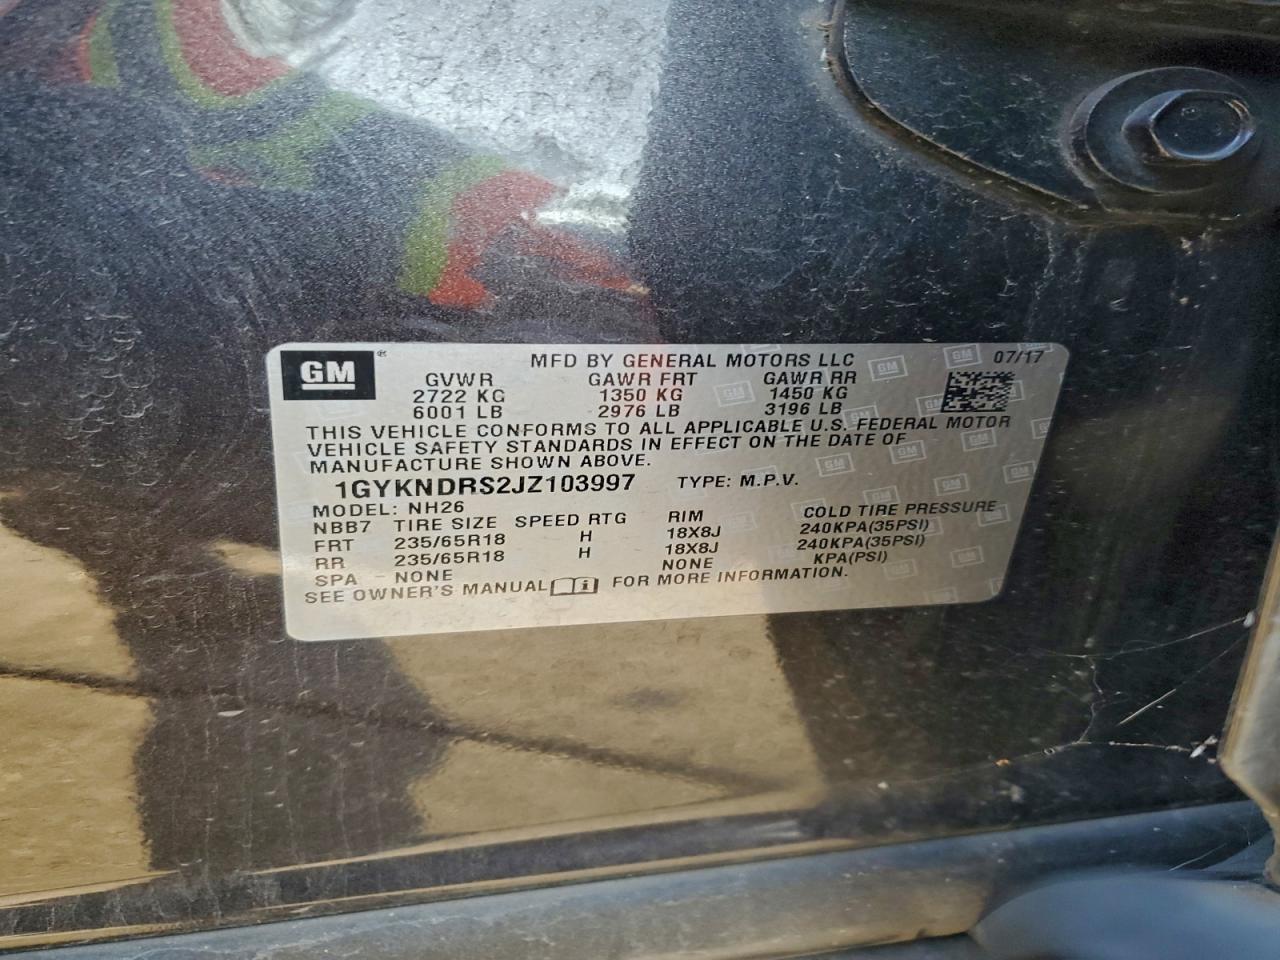 GM ® MFD BY GENERAL MOTORS LLC 07/17
GVWR GAWR FRT GAWR RR
2722 KG 1350 KG 1450 KG
6001 LB 2976 LB 3196 LB
THIS VEHICLE CONFORMS TO ALL APPLICABLE U.S. FEDERAL MOTOR
VEHICLE SAFETY STANDARDS IN EFFECT ON THE DATE OF
MANUFACTURE SHOWN ABOVE.
1GYKNDRS2JZ103997 TYPE: M.P.V.
MODEL: NH26
NBB7 TIRE SIZE SPEED RTG RIM COLD TIRE PRESSURE
FRT 235/65R18 H 18X8J 240KPA(35PSI)
RR 235/65R18 H 18X8J 240KPA(35PSI)
SPA - NONE NONE KPA(PSI)
SEE OWNER'S MANUAL i FOR MORE INFORMATION.